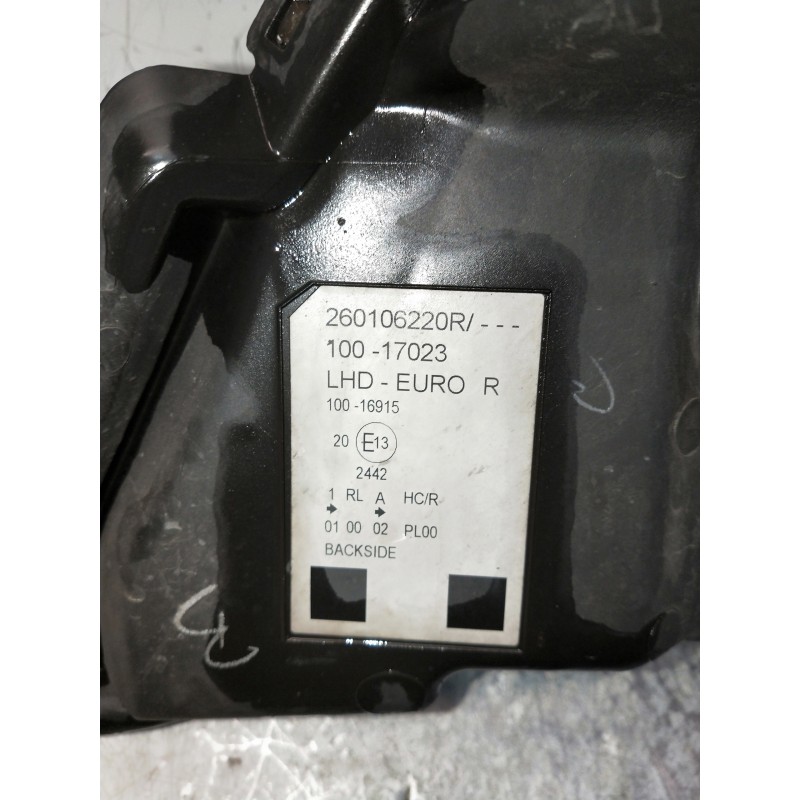 260106220R/ - - -
100 -17023
LHD - EURO R
100 -16915
20 E13
2442
1 RL A HC/R
01 00 02 PL00
BACKSIDE